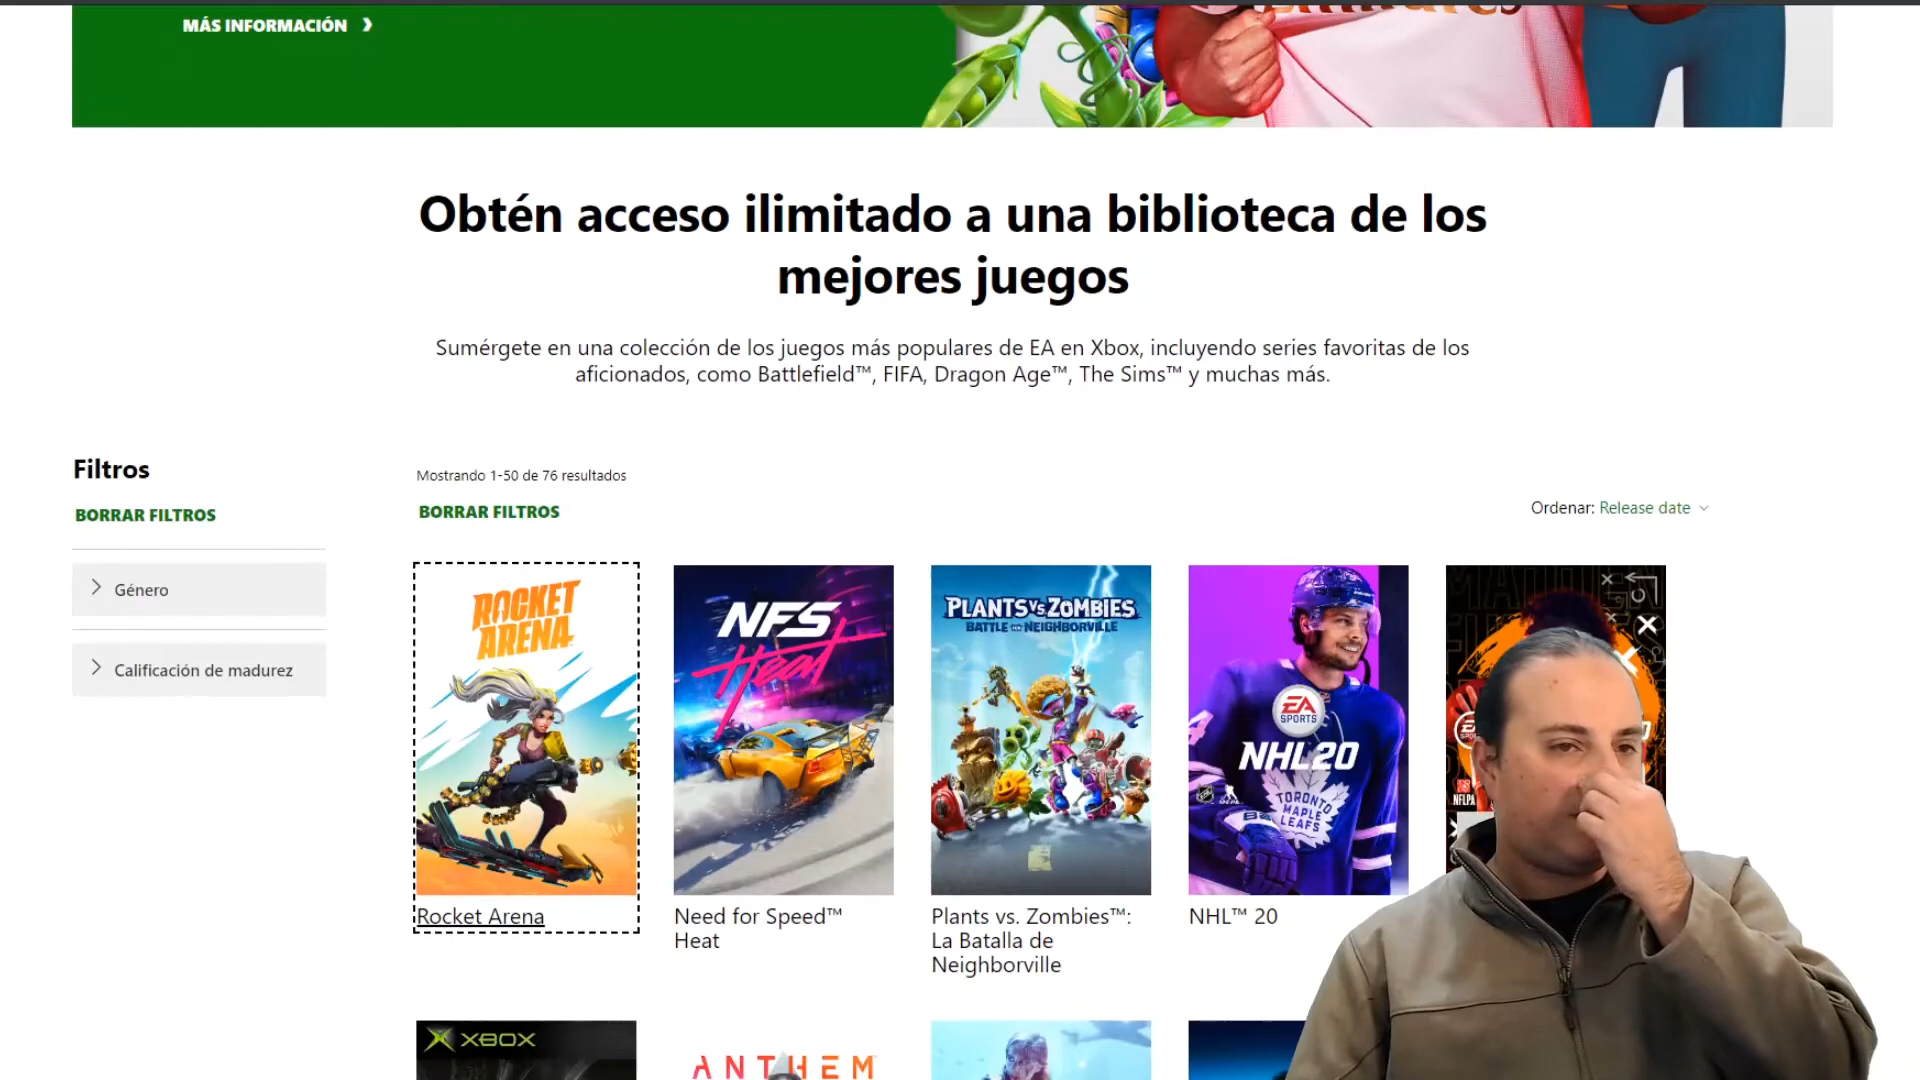 MÁS INFORMACIÓN
Obtén acceso ilimitado a una biblioteca de los
mejores juegos
Sumérgete en una colección de los juegos más populares de EA en Xbox, incluyendo series favoritas de los
aficionados, como Battlefield™, FIFA, Dragon Age™, The Sims™ y muchas más.
Filtros
BORRAR FILTROS
Género
Calificación de madurez
Mostrando 1-50 de 76 resultados
BORRAR FILTROS
Ordenar: Release date
ROCKET
ARENA
NFS
Heat
PLANTS VS. ZOMBIES
BATTLE FOR NEIGHBORVILLE
EA
SPORTS
NHL 20
TORONTO
MAPLE
LEAFS
MADDEN
NFLPA
Rocket Arena
Need for Speed™
Heat
Plants vs. Zombies™:
La Batalla de
Neighborville
NHL™ 20
XBOX
ANTHEM